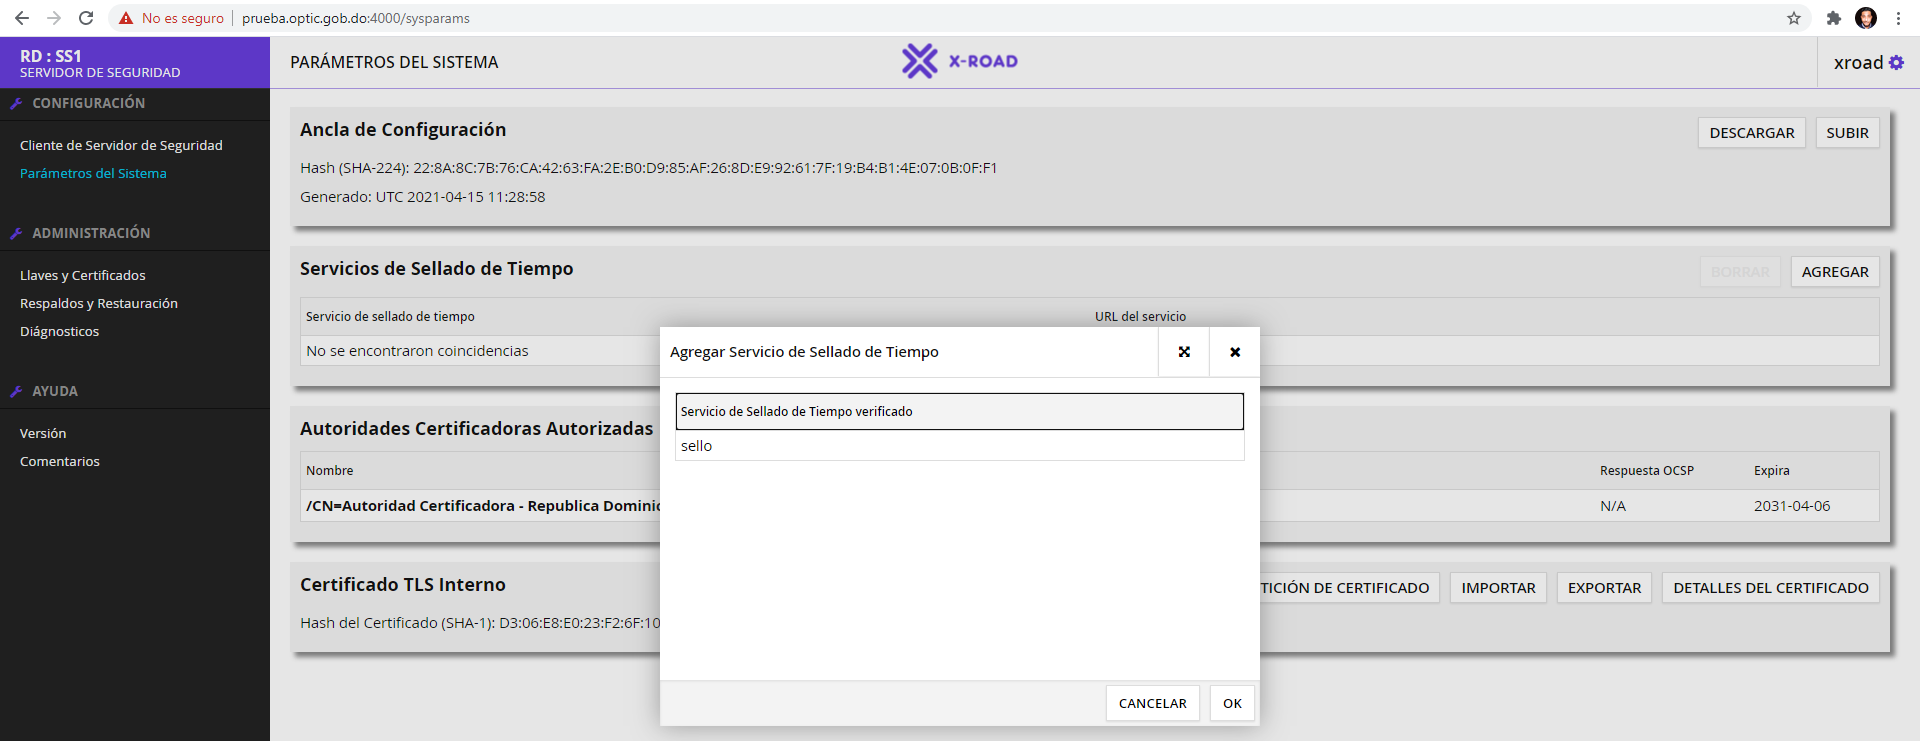 No es seguro
prueba.optic.gob.do:4000/sysparams
RD : SS1
SERVIDOR DE SEGURIDAD
PARÁMETROS DEL SISTEMA
X-ROAD
xroad
CONFIGURACIÓN
Cliente de Servidor de Seguridad
Parámetros del Sistema
ADMINISTRACIÓN
Llaves y Certificados
Respaldos y Restauración
Diágnosticos
AYUDA
Versión
Comentarios
Ancla de Configuración
DESCARGAR
SUBIR
Hash (SHA-224): 22:8A:8C:7B:76:CA:42:63:FA:2E:B0:D9:85:AF:26:8D:E9:92:61:7F:19:B4:B1:4E:07:0B:0F:F1
Generado: UTC 2021-04-15 11:28:58
Servicios de Sellado de Tiempo
BORRAR
AGREGAR
Servicio de sellado de tiempo
URL del servicio
No se encontraron coincidencias
Agregar Servicio de Sellado de Tiempo
Servicio de Sellado de Tiempo verificado
sello
CANCELAR
OK
Autoridades Certificadoras Autorizadas
Nombre
Respuesta OCSP
Expira
/CN=Autoridad Certificadora - Republica Dominic
N/A
2031-04-06
Certificado TLS Interno
TICIÓN DE CERTIFICADO
IMPORTAR
EXPORTAR
DETALLES DEL CERTIFICADO
Hash del Certificado (SHA-1): D3:06:E8:E0:23:F2:6F:10